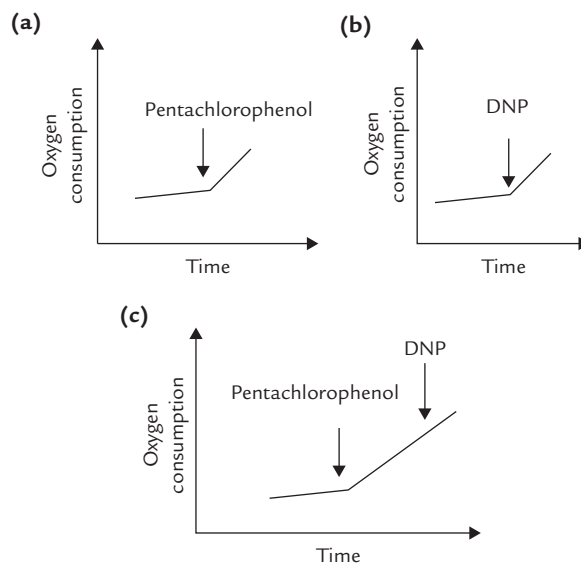 (a)
Oxygen
consumption
Pentachlorophenol
Time
(b)
Oxygen
consumption
DNP
Time
(c)
Oxygen
consumption
Pentachlorophenol
DNP
Time